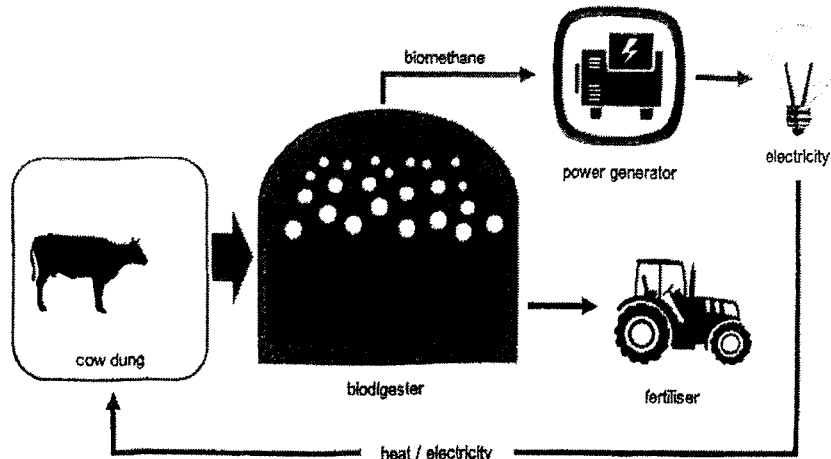 biomethane
power generator
electricity
cow dung
biodigester
fertiliser
heat / electricity